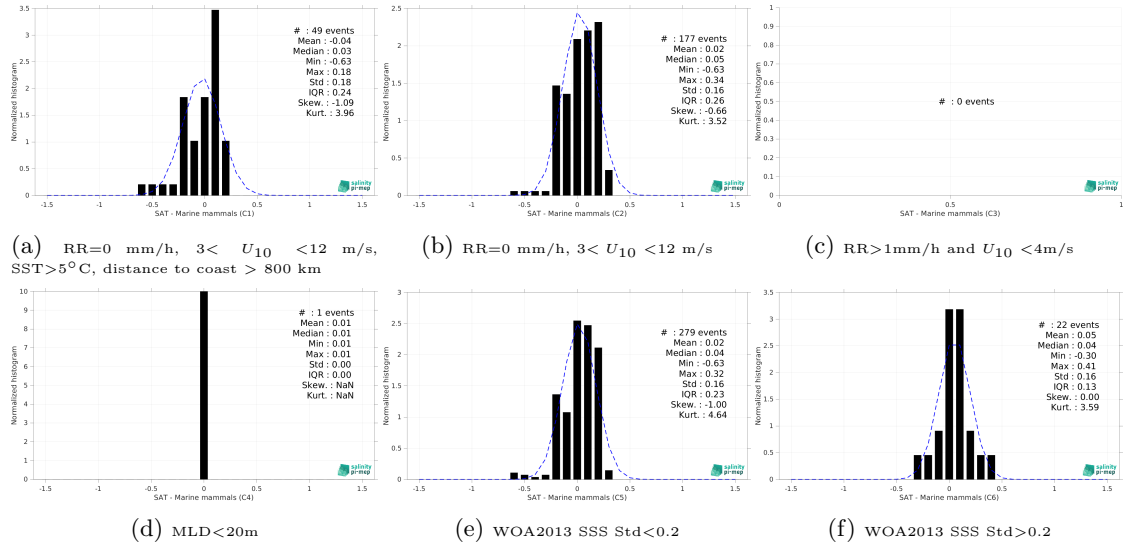 Normalized histogram
3.5
3
2.5
2
1.5
1
0.5
0
-1.5 -1 -0.5 0 0.5 1 1.5
SAT - Marine mammals (C1)
# : 49 events
Mean : -0.04
Median : 0.03
Min : -0.63
Max : 0.18
Std : 0.18
IQR : 0.24
Skew. : -1.09
Kurt. : 3.96
salinity
pi-mep
Normalized histogram
2.5
2
1.5
1
0.5
0
-1.5 -1 -0.5 0 0.5 1 1.5
SAT - Marine mammals (C2)
# : 177 events
Mean : 0.02
Median : 0.05
Min : -0.63
Max : 0.34
Std : 0.16
IQR : 0.26
Skew. : -0.66
Kurt. : 3.52
salinity
pi-mep
Normalized histogram
1
0.9
0.8
0.7
0.6
0.5
0.4
0.3
0.2
0.1
0
0 0.5 1
SAT - Marine mammals (C3)
# : 0 events
salinity
pi-mep
(a) RR=0 mm/h, 3< U10 <12 m/s,
SST>5°C, distance to coast > 800 km
(b) RR=0 mm/h, 3< U10 <12 m/s
(c) RR>1mm/h and U10 <4m/s
Normalized histogram
10
9
8
7
6
5
4
3
2
1
0
-1.5 -1 -0.5 0 0.5 1 1.5
SAT - Marine mammals (C4)
# : 1 events
Mean : 0.01
Median : 0.01
Min : 0.01
Max : 0.01
Std : 0.00
IQR : 0.00
Skew. : NaN
Kurt. : NaN
salinity
pi-mep
Normalized histogram
3
2.5
2
1.5
1
0.5
0
-1.5 -1 -0.5 0 0.5 1 1.5
SAT - Marine mammals (C5)
# : 279 events
Mean : 0.02
Median : 0.04
Min : -0.63
Max : 0.32
Std : 0.16
IQR : 0.23
Skew. : -1.00
Kurt. : 4.64
salinity
pi-mep
Normalized histogram
3.5
3
2.5
2
1.5
1
0.5
0
-1.5 -1 -0.5 0 0.5 1 1.5
SAT - Marine mammals (C6)
# : 22 events
Mean : 0.05
Median : 0.04
Min : -0.30
Max : 0.41
Std : 0.16
IQR : 0.13
Skew. : 0.00
Kurt. : 3.59
salinity
pi-mep
(d) MLD<20m
(e) WOA2013 SSS Std<0.2
(f) WOA2013 SSS Std>0.2